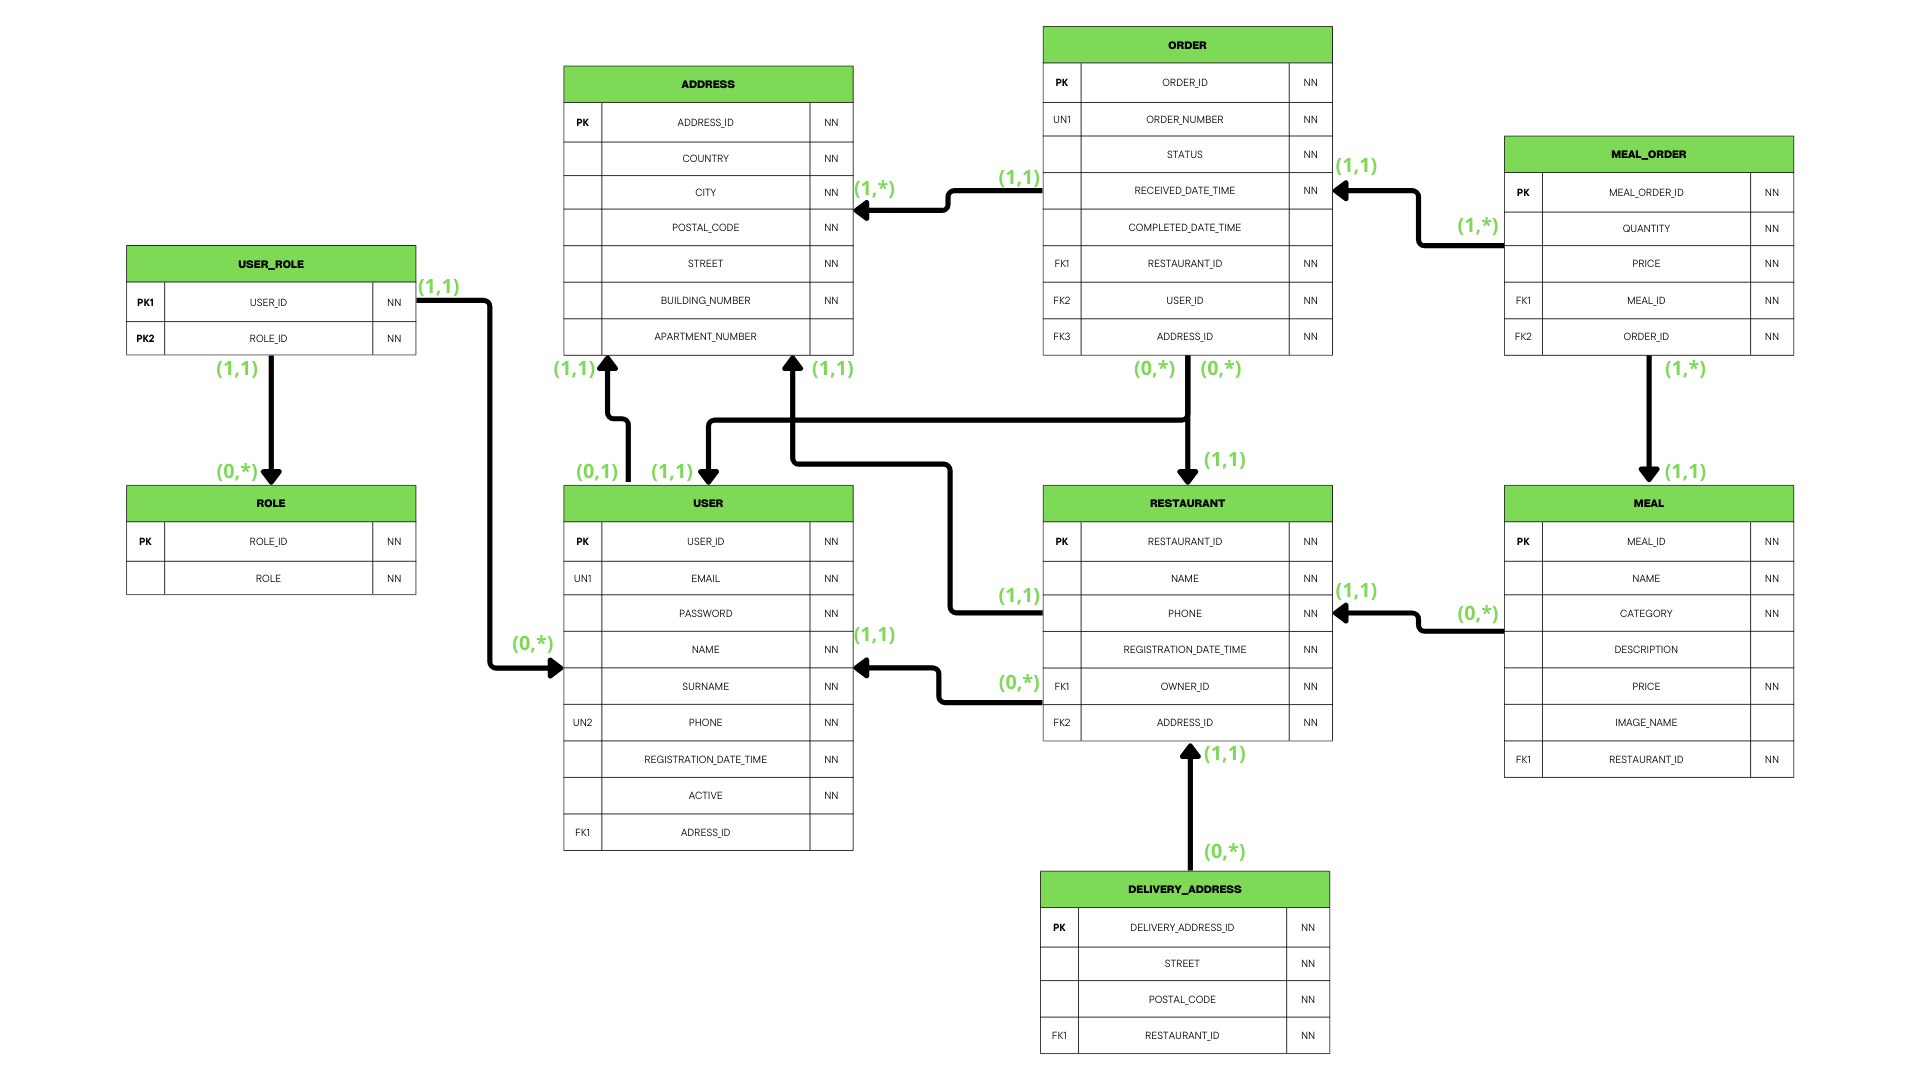 ORDER
PK ORDER_ID NN
UN1 ORDER_NUMBER NN
STATUS NN
RECEIVED_DATE_TIME NN
COMPLETED_DATE_TIME
FK1 RESTAURANT_ID NN
FK2 USER_ID NN
FK3 ADDRESS_ID NN
ADDRESS
PK ADDRESS_ID NN
COUNTRY NN
CITY NN
POSTAL_CODE NN
STREET NN
BUILDING_NUMBER NN
APARTMENT_NUMBER
(1,*)
(1,1)
(1,1)
(1,*)
MEAL_ORDER
PK MEAL_ORDER_ID NN
QUANTITY NN
PRICE NN
FK1 MEAL_ID NN
FK2 ORDER_ID NN
USER_ROLE
PK1 USER_ID NN
PK2 ROLE_ID NN
(1,1)
(1,1)
(1,1)
(1,1)
(0,*)
(0,*)
(1,*)
(0,*)
(0,1)
(1,1)
(1,1)
(1,1)
ROLE
PK ROLE_ID NN
ROLE NN
USER
PK USER_ID NN
UN1 EMAIL NN
PASSWORD NN
NAME NN
SURNAME NN
UN2 PHONE NN
REGISTRATION_DATE_TIME NN
ACTIVE NN
FK1 ADRESS_ID
(0,*)
(1,1)
(1,1)
(0,*)
RESTAURANT
PK RESTAURANT_ID NN
NAME NN
PHONE NN
REGISTRATION_DATE_TIME NN
FK1 OWNER_ID NN
FK2 ADDRESS_ID NN
(1,1)
(0,*)
MEAL
PK MEAL_ID NN
NAME NN
CATEGORY NN
DESCRIPTION
PRICE NN
IMAGE_NAME
FK1 RESTAURANT_ID NN
(1,1)
(0,*)
DELIVERY_ADDRESS
PK DELIVERY_ADDRESS_ID NN
STREET NN
POSTAL_CODE NN
FK1 RESTAURANT_ID NN